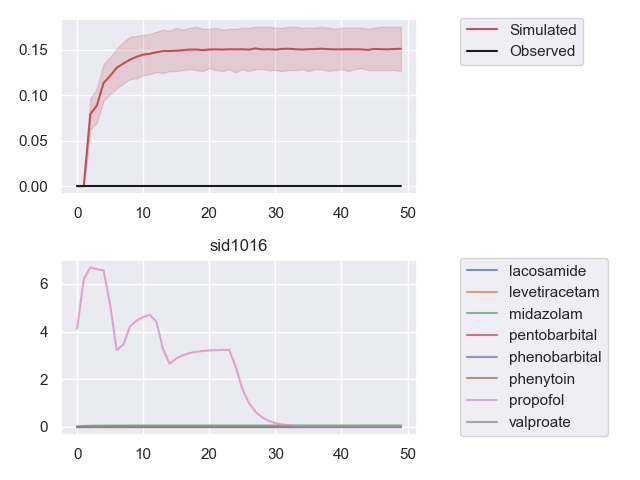 0.15
0.10
0.05
0.00
0 10 20 30 40 50
Simulated
Observed
sid1016
6
4
2
0
0 10 20 30 40 50
lacosamide
levetiracetam
midazolam
pentobarbital
phenobarbital
phenytoin
propofol
valproate